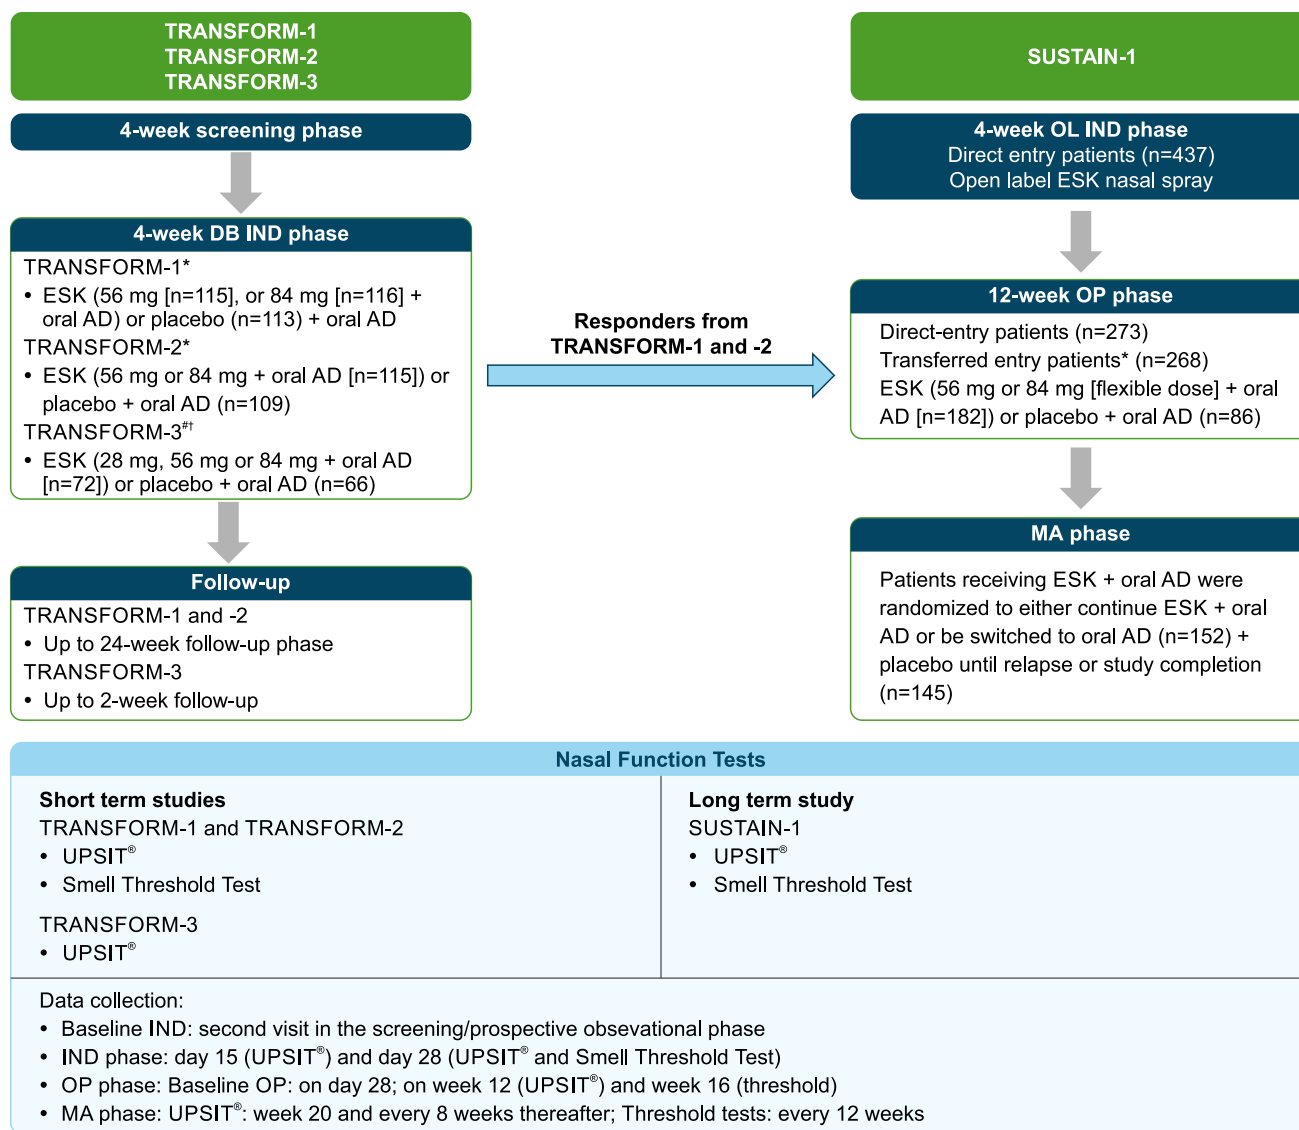 TRANSFORM-1
TRANSFORM-2
TRANSFORM-3
4-week screening phase
4-week DB IND phase
TRANSFORM-1*
• ESK (56 mg [n=115], or 84 mg [n=116] +
oral AD) or placebo (n=113) + oral AD
TRANSFORM-2*
• ESK (56 mg or 84 mg + oral AD [n=115]) or
placebo + oral AD (n=109)
TRANSFORM-3#†
• ESK (28 mg, 56 mg or 84 mg + oral AD
[n=72]) or placebo + oral AD (n=66)
Follow-up
TRANSFORM-1 and -2
• Up to 24-week follow-up phase
TRANSFORM-3
• Up to 2-week follow-up
Responders from
TRANSFORM-1 and -2
SUSTAIN-1
4-week OL IND phase
Direct entry patients (n=437)
Open label ESK nasal spray
12-week OP phase
Direct-entry patients (n=273)
Transferred entry patients* (n=268)
ESK (56 mg or 84 mg [flexible dose] + oral
AD [n=182]) or placebo + oral AD (n=86)
MA phase
Patients receiving ESK + oral AD were
randomized to either continue ESK + oral
AD or be switched to oral AD (n=152) +
placebo until relapse or study completion
(n=145)
Nasal Function Tests
Short term studies
TRANSFORM-1 and TRANSFORM-2
• UPSIT®
• Smell Threshold Test
TRANSFORM-3
• UPSIT®
Long term study
SUSTAIN-1
• UPSIT®
• Smell Threshold Test
Data collection:
• Baseline IND: second visit in the screening/prospective obsevational phase
• IND phase: day 15 (UPSIT®) and day 28 (UPSIT® and Smell Threshold Test)
• OP phase: Baseline OP: on day 28; on week 12 (UPSIT®) and week 16 (threshold)
• MA phase: UPSIT®: week 20 and every 8 weeks thereafter; Threshold tests: every 12 weeks